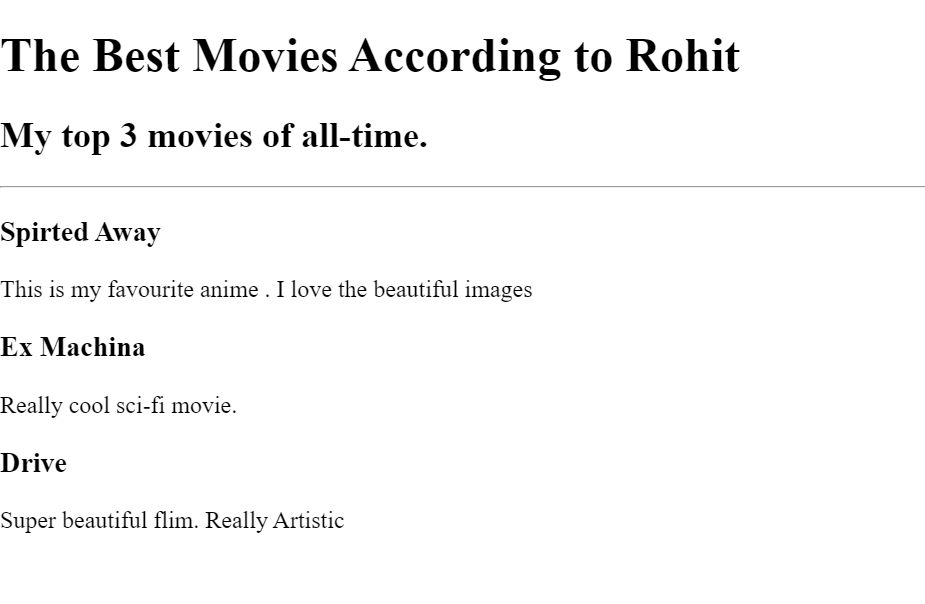 The Best Movies According to Rohit
My top 3 movies of all-time.
Spirted Away
This is my favourite anime . I love the beautiful images
Ex Machina
Really cool sci-fi movie.
Drive
Super beautiful flim. Really Artistic